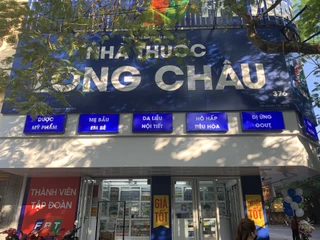 NHÀ THUỐC
LONG CHÂU
376
DƯỢC
MỸ PHẨM
MẸ BẦU
EM BÉ
DA LIỄU
NỘI TIẾT
HÔ HẤP
TIÊU HÓA
DỊ ỨNG
GOUT
THÀNH VIÊN
TẬP ĐOÀN
FPT
GIÁ
TỐT
GIÁ
TỐT